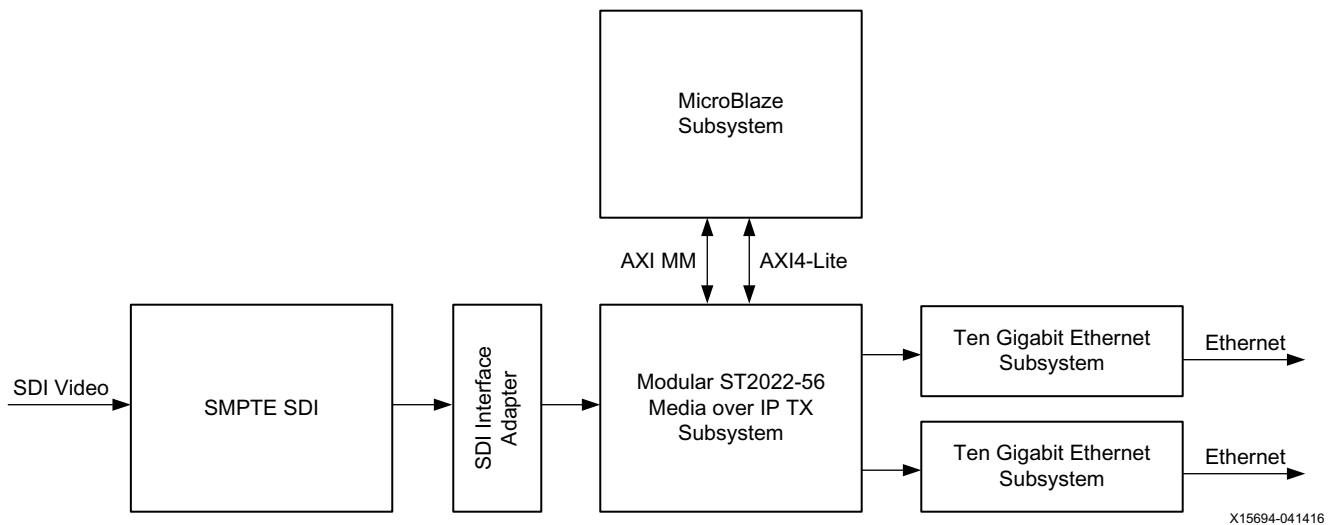 MicroBlaze
Subsystem
AXI MM
AXI4-Lite
SDI Video
SMPTE SDI
SDI Interface
Adapter
Modular ST2022-56
Media over IP TX
Subsystem
Ten Gigabit Ethernet
Subsystem
Ethernet
Ten Gigabit Ethernet
Subsystem
Ethernet
X15694-041416